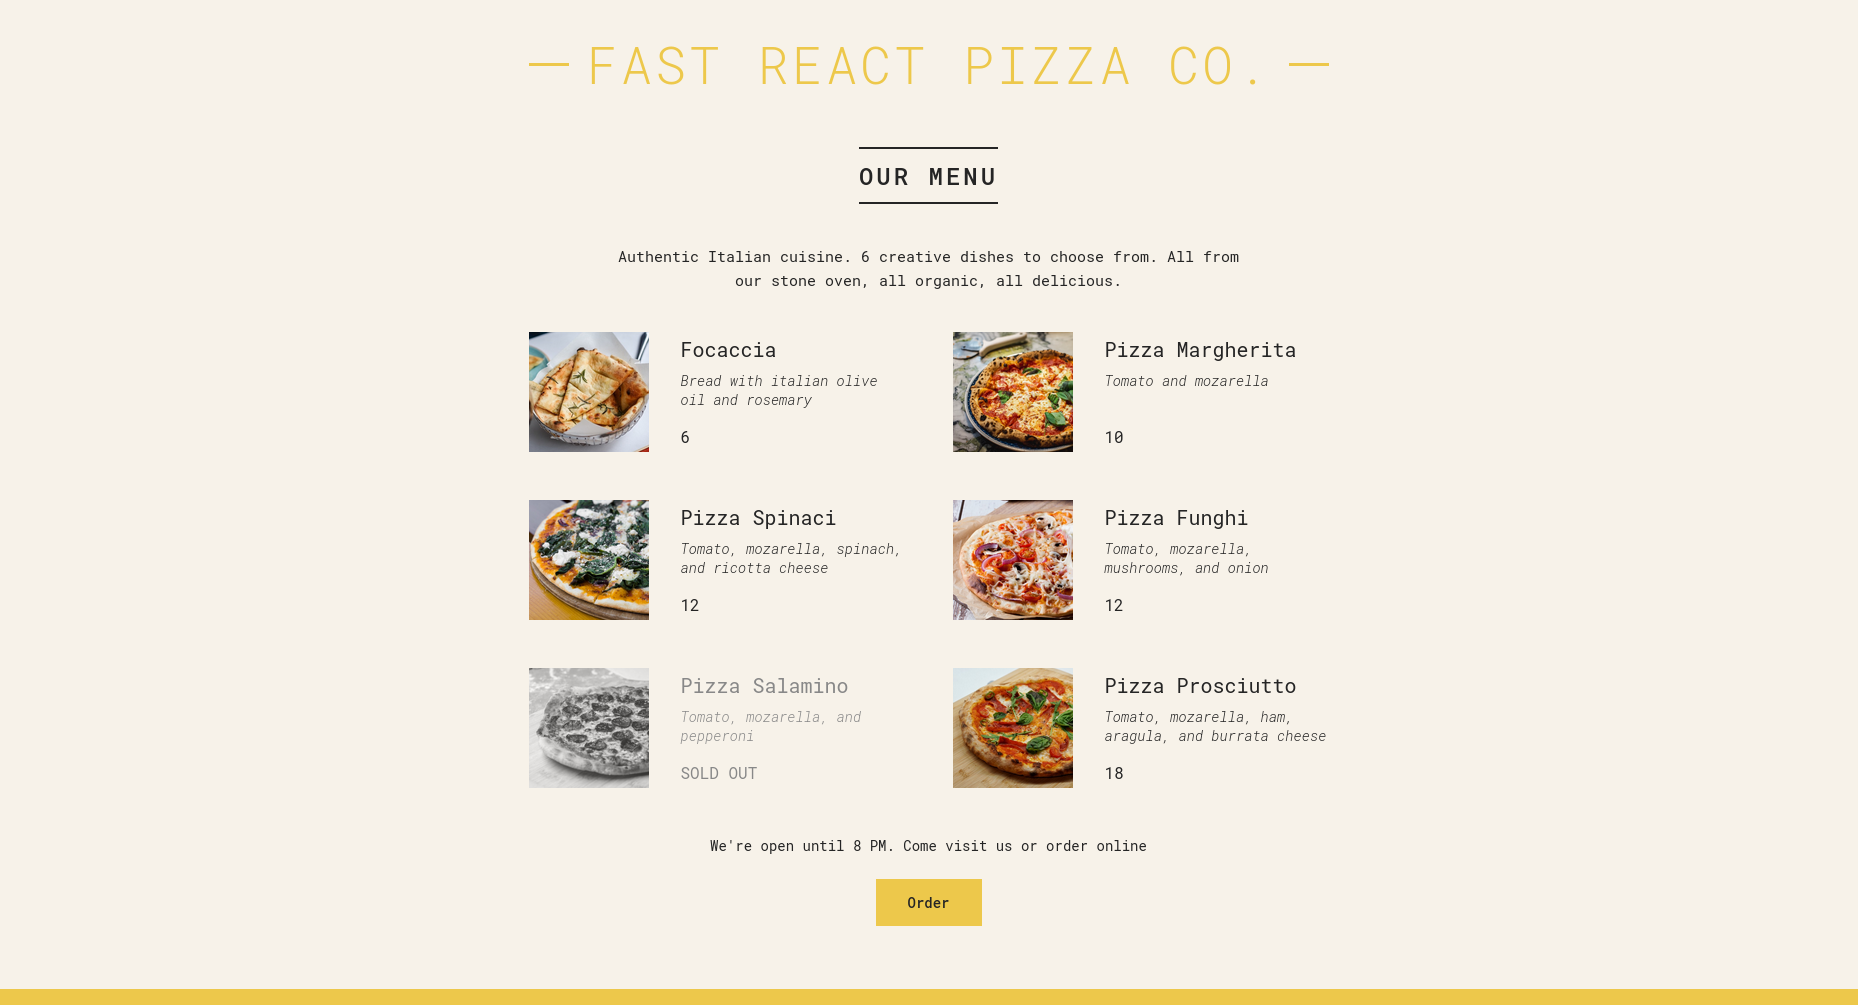 FAST REACT PIZZA CO.
OUR MENU
Authentic Italian cuisine. 6 creative dishes to choose from. All from
our stone oven, all organic, all delicious.
Focaccia
Bread with italian olive
oil and rosemary
6
Pizza Margherita
Tomato and mozarella
10
Pizza Spinaci
Tomato, mozarella, spinach,
and ricotta cheese
12
Pizza Funghi
Tomato, mozarella,
mushrooms, and onion
12
Pizza Salamino
Tomato, mozarella, and
pepperoni
SOLD OUT
Pizza Prosciutto
Tomato, mozarella, ham,
aragula, and burrata cheese
18
We're open until 8 PM. Come visit us or order online
Order